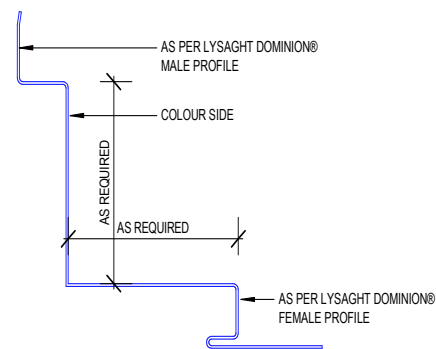 AS PER LYSAGHT DOMINION®
MALE PROFILE
COLOUR SIDE
AS REQUIRED
AS REQUIRED
AS PER LYSAGHT DOMINION®
FEMALE PROFILE